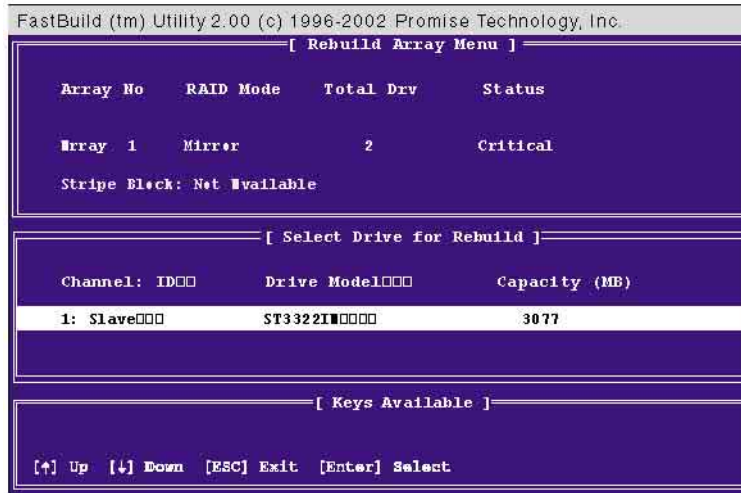 FastBuild (tm) Utility 2.00 (c) 1996-2002 Promise Technology, Inc.
[ Rebuild Array Menu ]
Array No RAID Mode Total Drv Status
Array 1 Mirror 2 Critical
Stripe Block: Not Available
[ Select Drive for Rebuild ]
Channel: ID□□ Drive Model□□□ Capacity (MB)
1: Slave□□□ 3077
[ Keys Available ]
[↑] Up [↓] Down [ESC] Exit [Enter] Select